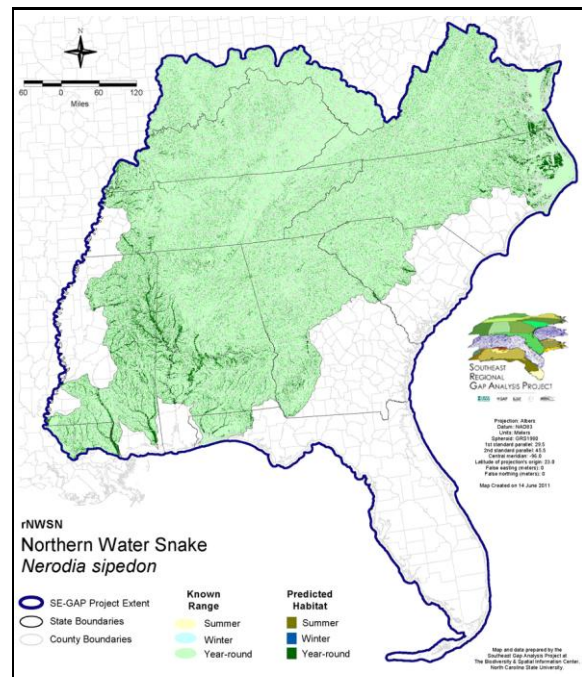 60 0 60 120
Miles
SOUTHEAST
REGIONAL
GAP ANALYSIS PROJECT
Projection: Albers
Datum: NAD83
Units: Meters
Spheroid: GRS1980
1st standard parallel: 29.5
2nd standard parallel: 45.5
Central meridian: -96.0
Latitude of projection's origin: 23.0
False easting (meters): 0
False northing (meters): 0
Map Created on 14 June 2011
rNWSN
Northern Water Snake
Nerodia sipedon
SE-GAP Project Extent
State Boundaries
County Boundaries
Known
Range
Summer
Winter
Year-round
Predicted
Habitat
Summer
Winter
Year-round
Map and data prepared by the
Southeast Gap Analysis Project at
The Biodiversity & Spatial Information Center,
North Carolina State University.